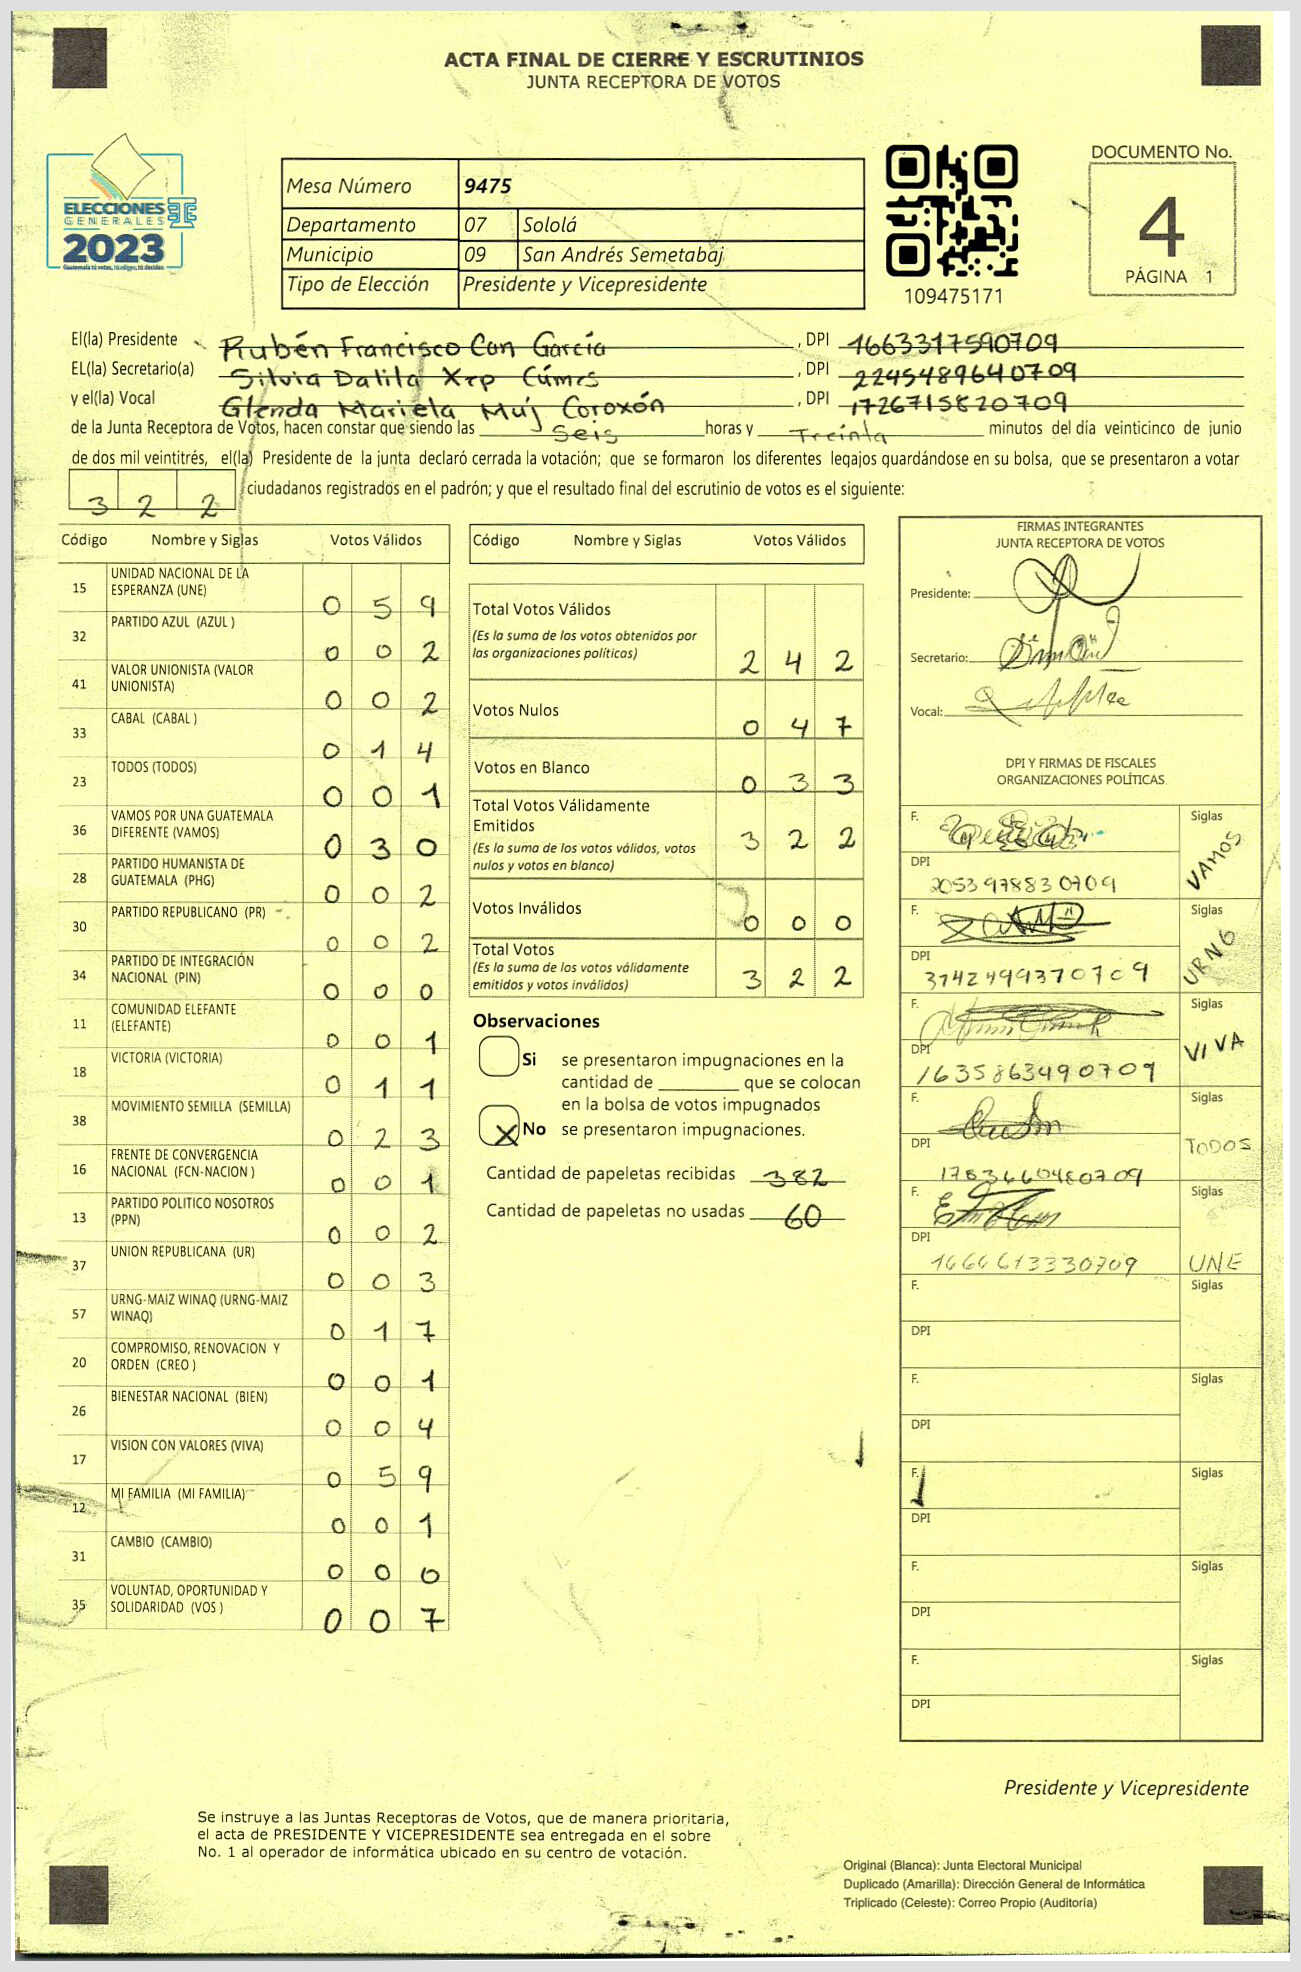 ACTA FINAL DE CIERRE Y ESCRUTINIOS
JUNTA RECEPTORA DE VOTOS
ELECCIONES
GENERALES
2023
Guatemala tú votas, tú eliges, tú decides
Mesa Número 9475
Departamento 07 Sololá
Municipio 09 San Andrés Semetabaj
Tipo de Elección Presidente y Vicepresidente
109475171
DOCUMENTO No.
4
PÁGINA 1
El(la) Presidente Rubén Francisco Con García, DPI 1663317590709
EL(la) Secretario(a) Silvia Dalila Xep Cúmes, DPI 2245489640709
y el(la) Vocal Glenda Mariela Muj Coroxón, DPI 1726715820709
de la Junta Receptora de Votos, hacen constar que siendo las Seis horas y Treinta minutos del día veinticinco de junio
de dos mil veintitrés, el(la) Presidente de la junta declaró cerrada la votación; que se formaron los diferentes legajos guardándose en su bolsa, que se presentaron a votar
3 2 2 ciudadanos registrados en el padrón; y que el resultado final del escrutinio de votos es el siguiente:
Código Nombre y Siglas Votos Válidos
15 UNIDAD NACIONAL DE LA ESPERANZA (UNE) 0 5 9
32 PARTIDO AZUL (AZUL ) 0 0 2
41 VALOR UNIONISTA (VALOR UNIONISTA) 0 0 2
33 CABAL (CABAL ) 0 1 4
23 TODOS (TODOS) 0 0 1
36 VAMOS POR UNA GUATEMALA DIFERENTE (VAMOS) 0 3 0
28 PARTIDO HUMANISTA DE GUATEMALA (PHG) 0 0 2
30 PARTIDO REPUBLICANO (PR) 0 0 2
34 PARTIDO DE INTEGRACIÓN NACIONAL (PIN) 0 0 0
11 COMUNIDAD ELEFANTE (ELEFANTE) 0 0 1
18 VICTORIA (VICTORIA) 0 1 1
38 MOVIMIENTO SEMILLA (SEMILLA) 0 2 3
16 FRENTE DE CONVERGENCIA NACIONAL (FCN-NACION ) 0 0 1
13 PARTIDO POLITICO NOSOTROS (PPN) 0 0 2
37 UNION REPUBLICANA (UR) 0 0 3
57 URNG-MAIZ WINAQ (URNG-MAIZ WINAQ) 0 1 7
20 COMPROMISO, RENOVACION Y ORDEN (CREO ) 0 0 1
26 BIENESTAR NACIONAL (BIEN) 0 0 4
17 VISION CON VALORES (VIVA) 0 5 9
12 MI FAMILIA (MI FAMILIA) 0 0 1
31 CAMBIO (CAMBIO) 0 0 0
35 VOLUNTAD, OPORTUNIDAD Y SOLIDARIDAD (VOS ) 0 0 7
Código Nombre y Siglas Votos Válidos
Total Votos Válidos
(Es la suma de los votos obtenidos por
las organizaciones políticas) 2 4 2
Votos Nulos 0 4 7
Votos en Blanco 0 3 3
Total Votos Válidamente
Emitidos
(Es la suma de los votos válidos, votos
nulos y votos en blanco) 3 2 2
Votos Inválidos 0 0 0
Total Votos
(Es la suma de los votos válidamente
emitidos y votos inválidos) 3 2 2
Observaciones
Si se presentaron impugnaciones en la
cantidad de ________ que se colocan
en la bolsa de votos impugnados
X No se presentaron impugnaciones.
Cantidad de papeletas recibidas 382
Cantidad de papeletas no usadas 60
FIRMAS INTEGRANTES
JUNTA RECEPTORA DE VOTOS
Presidente:
Secretario:
Vocal:
DPI Y FIRMAS DE FISCALES
ORGANIZACIONES POLÍTICAS
F. Siglas VAMOS
DPI 2053978830709
F. Siglas URNG
DPI 3742499370709
F. Siglas VIVA
DPI 1635863490709
F. Siglas TODOS
DPI 1783660480709
F. Siglas UNE
DPI 1666613330709
F. Siglas
DPI
F. Siglas
DPI
F. Siglas
DPI
F. Siglas
DPI
F. Siglas
DPI
Presidente y Vicepresidente
Se instruye a las Juntas Receptoras de Votos, que de manera prioritaria,
el acta de PRESIDENTE Y VICEPRESIDENTE sea entregada en el sobre
No. 1 al operador de informática ubicado en su centro de votación.
Original (Blanca): Junta Electoral Municipal
Duplicado (Amarilla): Dirección General de Informática
Triplicado (Celeste): Correo Propio (Auditoría)